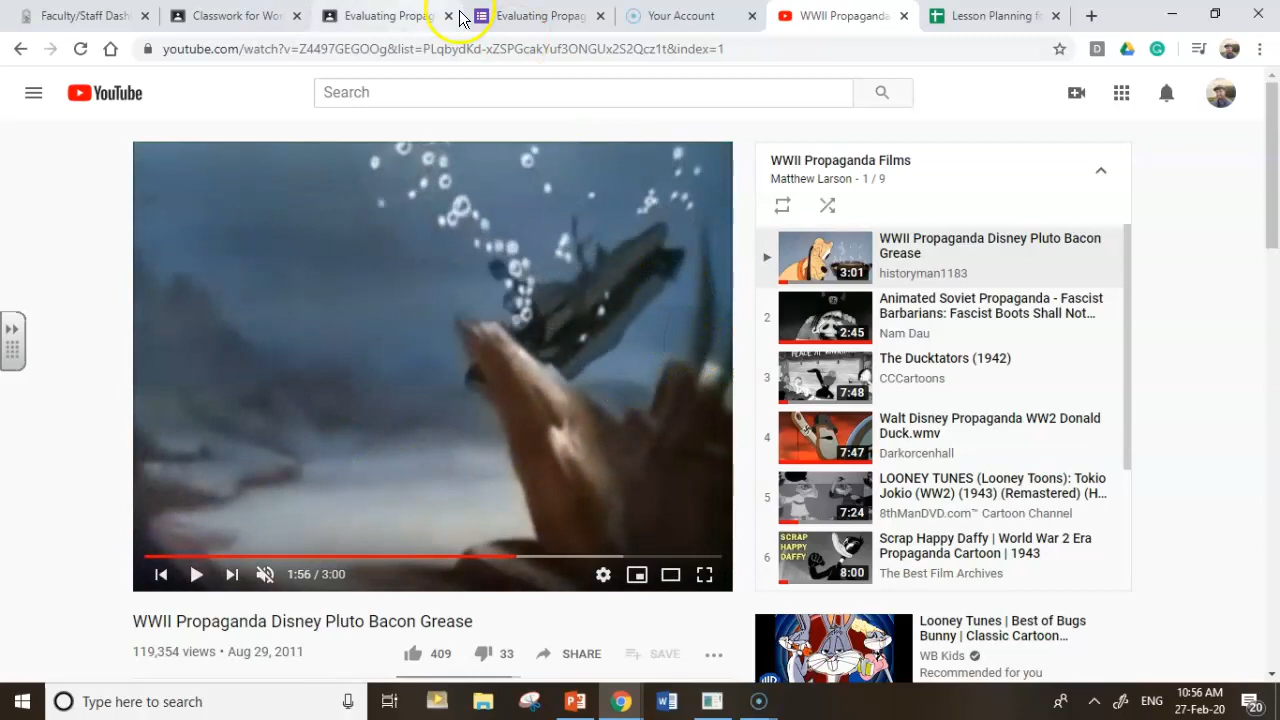 Faculty/Staff Dash
Classwork for Wor
Evaluating Propag
Evaluating Propag
Your Account
WWII Propaganda
Lesson Planning fo
youtube.com/watch?v=Z4497GEGOOg&list=PLqbydKd-xZSPGcakYuf3ONGUx2S2Qcz1t&index=1
D
YouTube
Search
WWII Propaganda Films
Matthew Larson - 1 / 9
WWII Propaganda Disney Pluto Bacon
Grease
historyman1183
3:01
2
Animated Soviet Propaganda - Fascist
Barbarians: Fascist Boots Shall Not...
Nam Dau
2:45
3
The Ducktators (1942)
CCCartoons
7:48
4
Walt Disney Propaganda WW2 Donald
Duck.wmv
Darkorcenhall
7:47
5
LOONEY TUNES (Looney Toons): Tokio
Jokio (WW2) (1943) (Remastered) (H...
8thManDVD.com™ Cartoon Channel
7:24
6
Scrap Happy Daffy | World War 2 Era
Propaganda Cartoon | 1943
The Best Film Archives
SCRAP
HAPPY
DAFFY
8:00
1:56 / 3:00
WWII Propaganda Disney Pluto Bacon Grease
119,354 views • Aug 29, 2011
409
33
SHARE
SAVE
Looney Tunes | Best of Bugs
Bunny | Classic Cartoon...
WB Kids
Recommended for you
Type here to search
ENG
10:56 AM
27-Feb-20
20